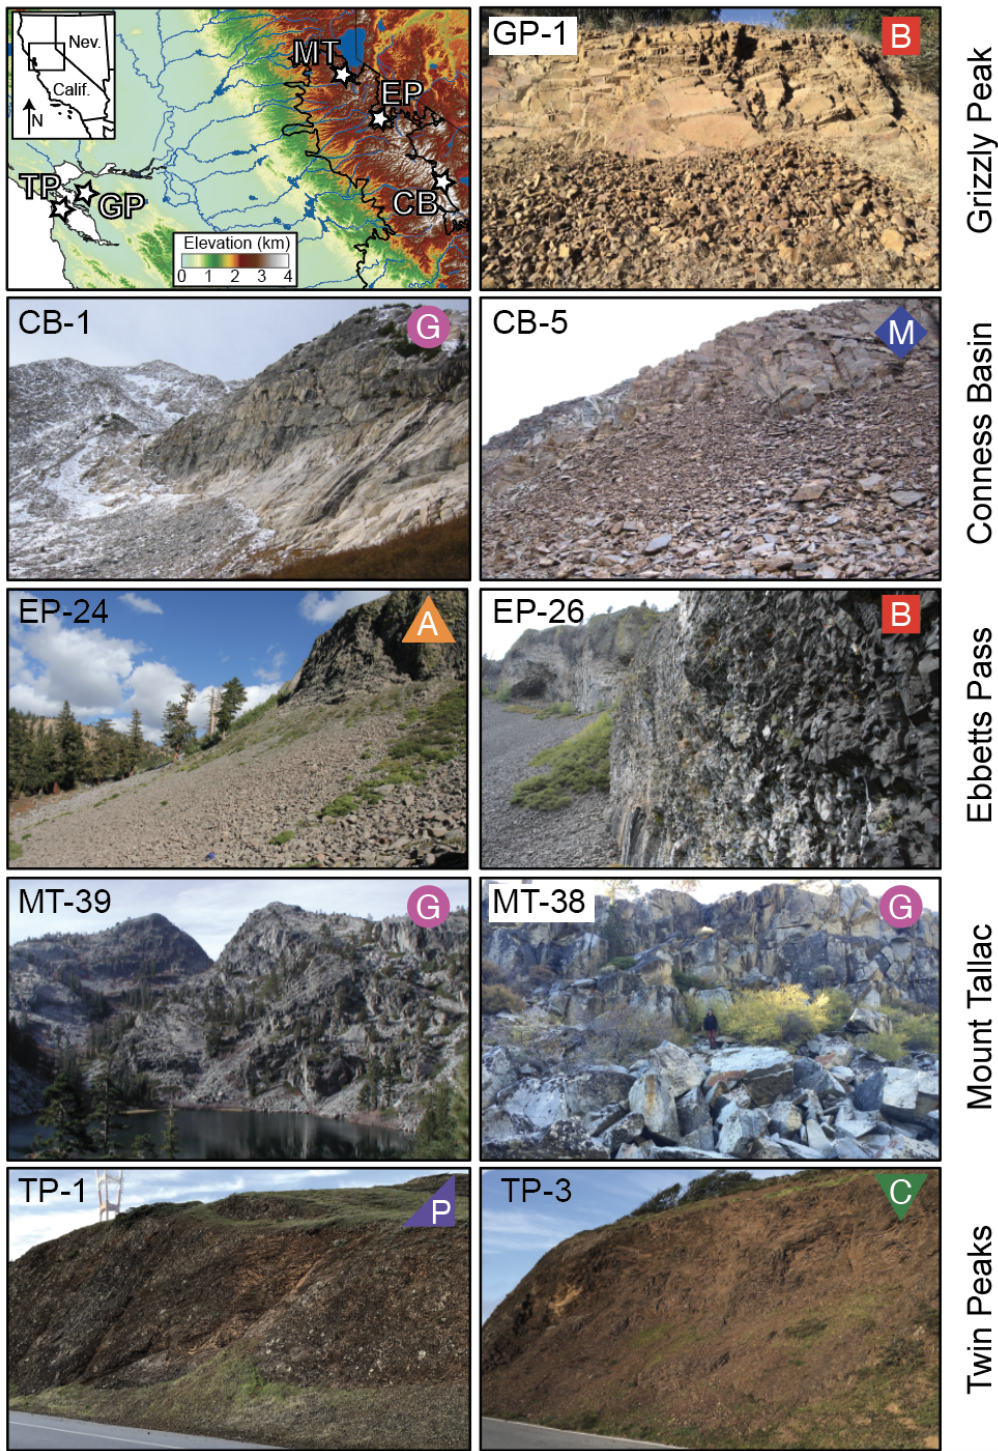 Nev.
Calif.
N
MT
EP
CB
TP
GP
Elevation (km)
0 1 2 3 4
GP-1
B
Grizzly Peak
CB-1
G
CB-5
M
Conness Basin
EP-24
A
EP-26
B
Ebbetts Pass
MT-39
G
MT-38
G
Mount Tallac
TP-1
P
TP-3
C
Twin Peaks